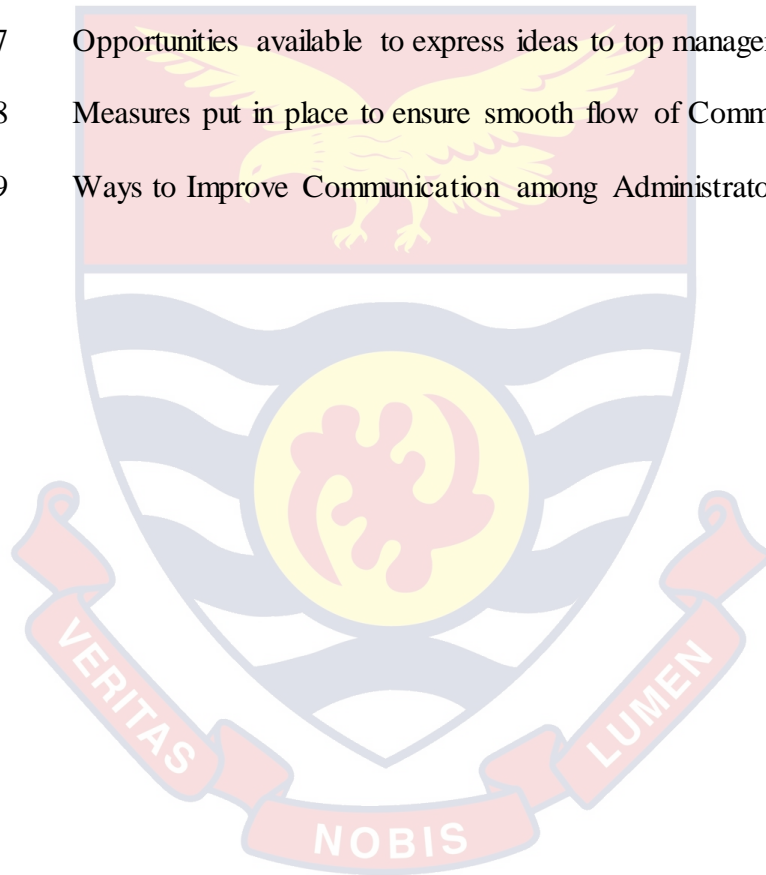 7 Opportunities available to express ideas to top manage
8 Measures put in place to ensure smooth flow of Comm
9 Ways to Improve Communication among Administrato
VERITAS
NOBIS
LUMEN